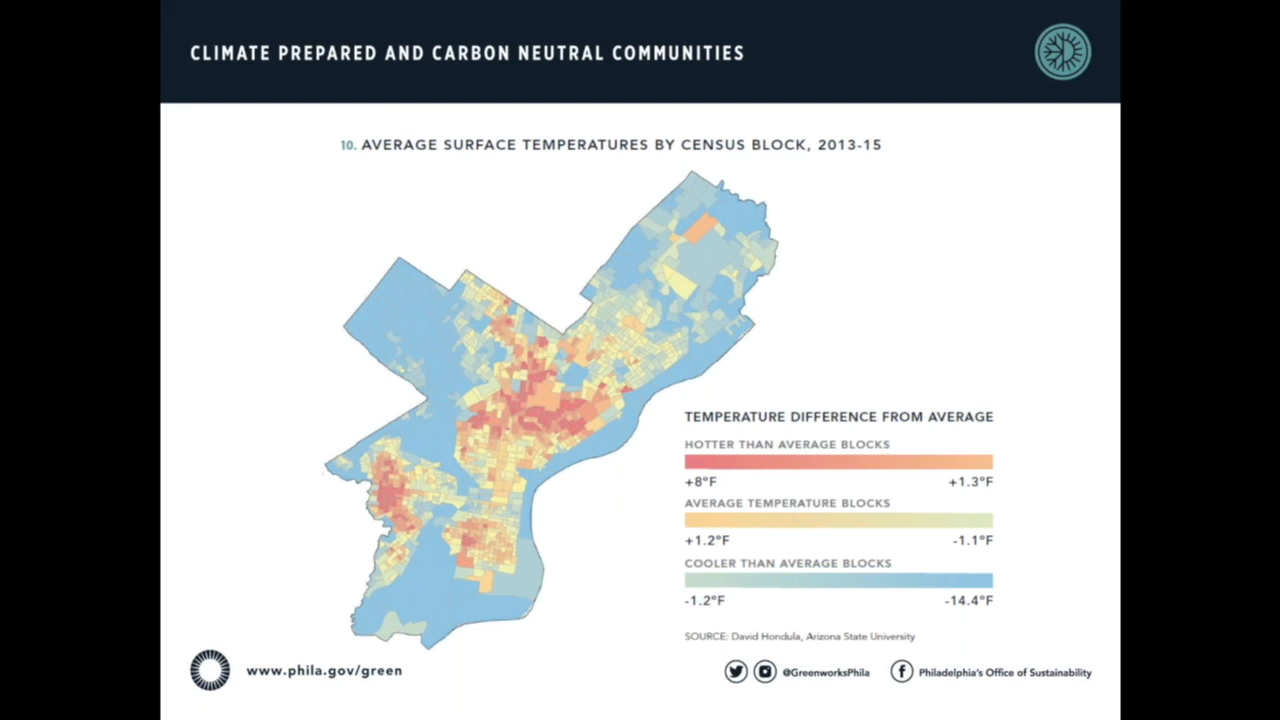 CLIMATE PREPARED AND CARBON NEUTRAL COMMUNITIES
10. AVERAGE SURFACE TEMPERATURES BY CENSUS BLOCK, 2013-15
TEMPERATURE DIFFERENCE FROM AVERAGE
HOTTER THAN AVERAGE BLOCKS
+8°F +1.3°F
AVERAGE TEMPERATURE BLOCKS
+1.2°F -1.1°F
COOLER THAN AVERAGE BLOCKS
-1.2°F -14.4°F
SOURCE: David Hondula, Arizona State University
www.phila.gov/green @GreenworksPhila f Philadelphia's Office of Sustainability